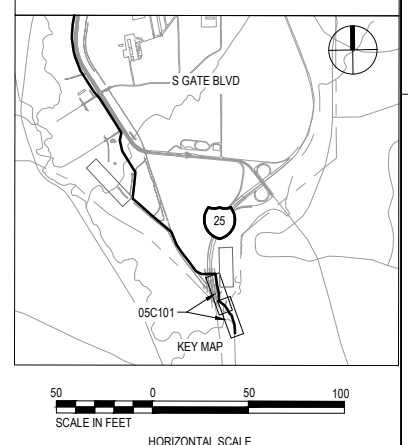 S GATE BLVD
25
05C101
KEY MAP
50 0 50 100
SCALE IN FEET
HORIZONTAL SCALE